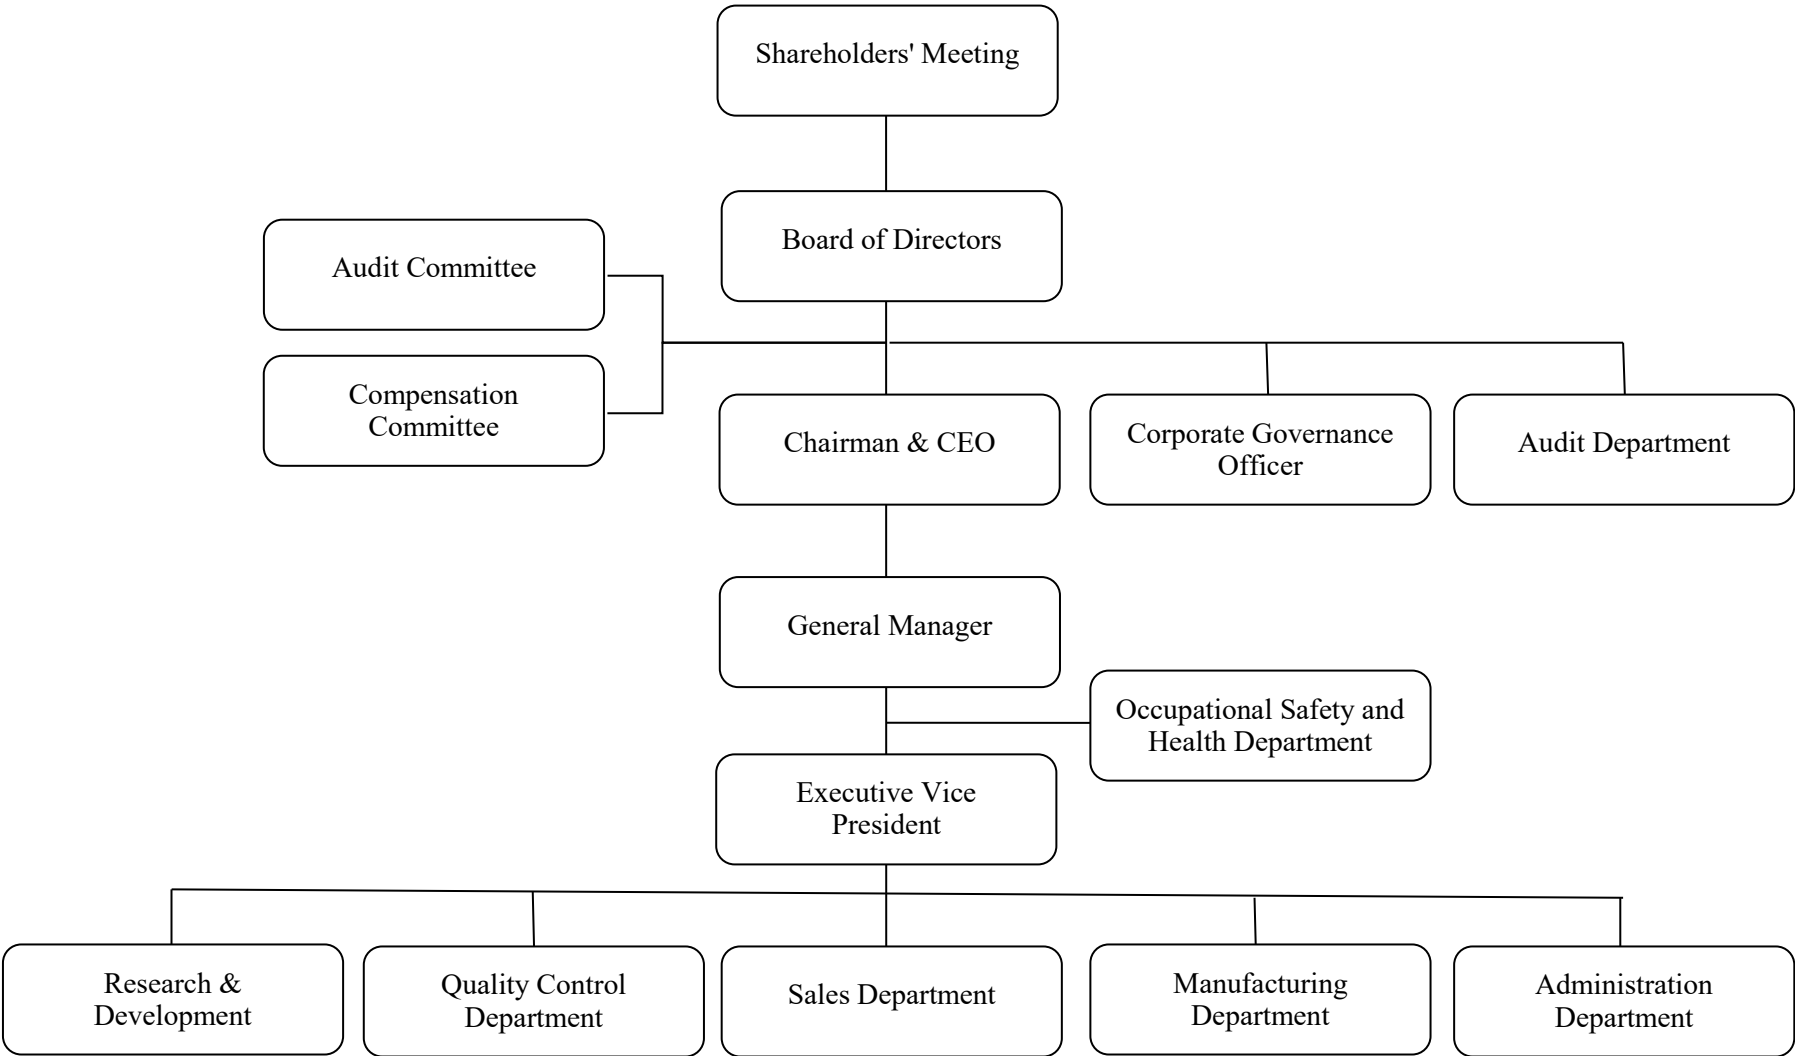 Shareholders' Meeting
Board of Directors
Audit Committee
Compensation
Committee
Chairman & CEO
Corporate Governance
Officer
Audit Department
General Manager
Occupational Safety and
Health Department
Executive Vice
President
Research &
Development
Quality Control
Department
Sales Department
Manufacturing
Department
Administration
Department